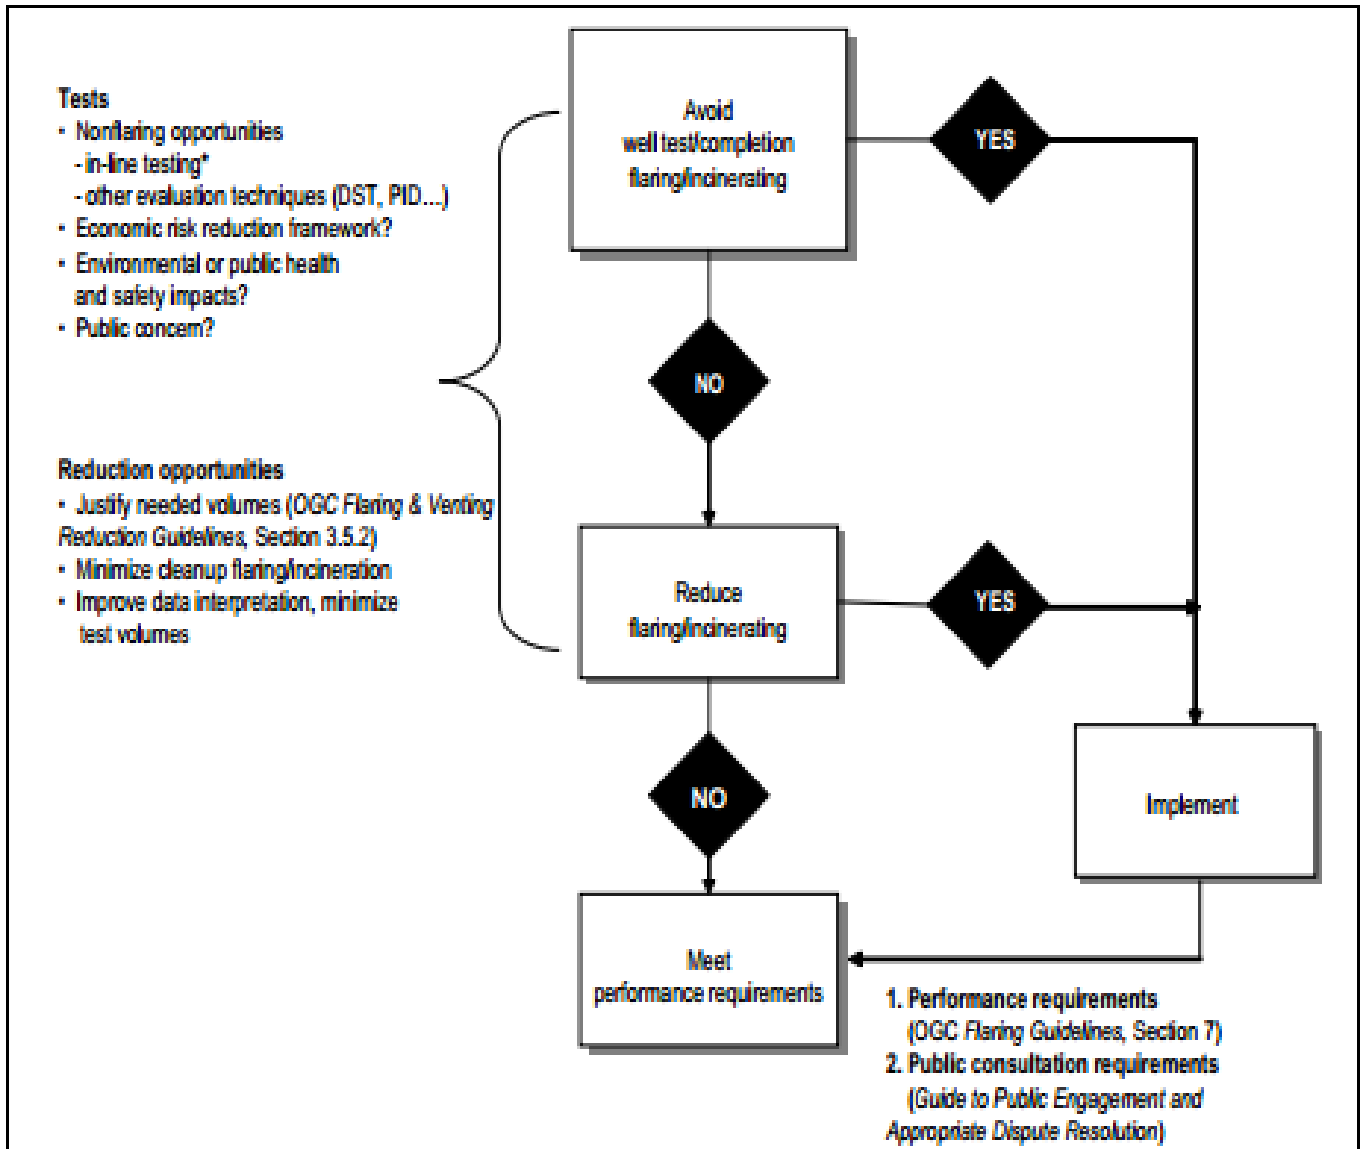 Tests
• Nonflaring opportunities
- in-line testing*
- other evaluation techniques (DST, PID…)
• Economic risk reduction framework?
• Environmental or public health
and safety impacts?
• Public concern?
Reduction opportunities
• Justify needed volumes (OGC Flaring & Venting
Reduction Guidelines, Section 3.5.2)
• Minimize cleanup flaring/incineration
• Improve data interpretation, minimize
test volumes
Avoid
well test/completion
flaring/incinerating
YES
NO
Reduce
flaring/incinerating
YES
NO
Implement
Meet
performance requirements
1. Performance requirements
(OGC Flaring Guidelines, Section 7)
2. Public consultation requirements
(Guide to Public Engagement and
Appropriate Dispute Resolution)